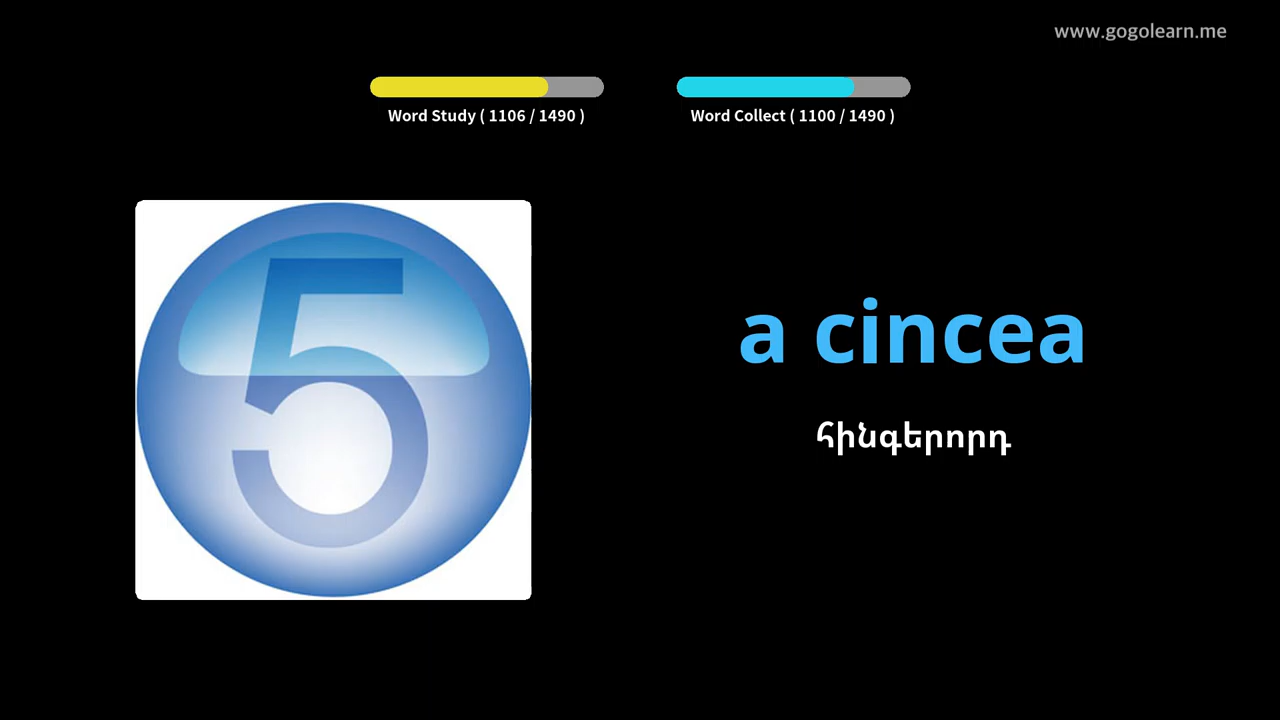 www.gogolearn.me
Word Study ( 1106 / 1490 )
Word Collect ( 1100 / 1490 )
5
a cincea
հինգերորդ